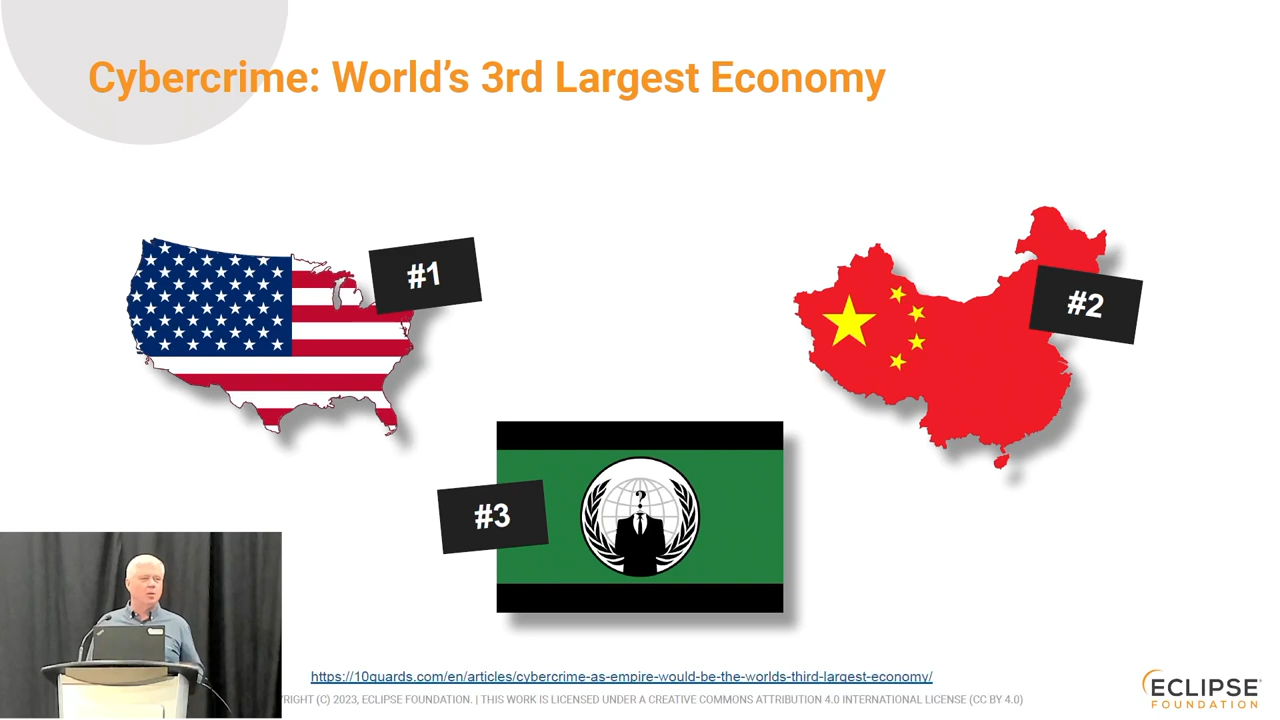 Cybercrime: World's 3rd Largest Economy
#1
#2
#3
?
https://10guards.com/en/articles/cybercrime-as-empire-would-be-the-worlds-third-largest-economy/
RIGHT (C) 2023, ECLIPSE FOUNDATION. | THIS WORK IS LICENSED UNDER A CREATIVE COMMONS ATTRIBUTION 4.0 INTERNATIONAL LICENSE (CC BY 4.0)
ECLIPSE®
FOUNDATION